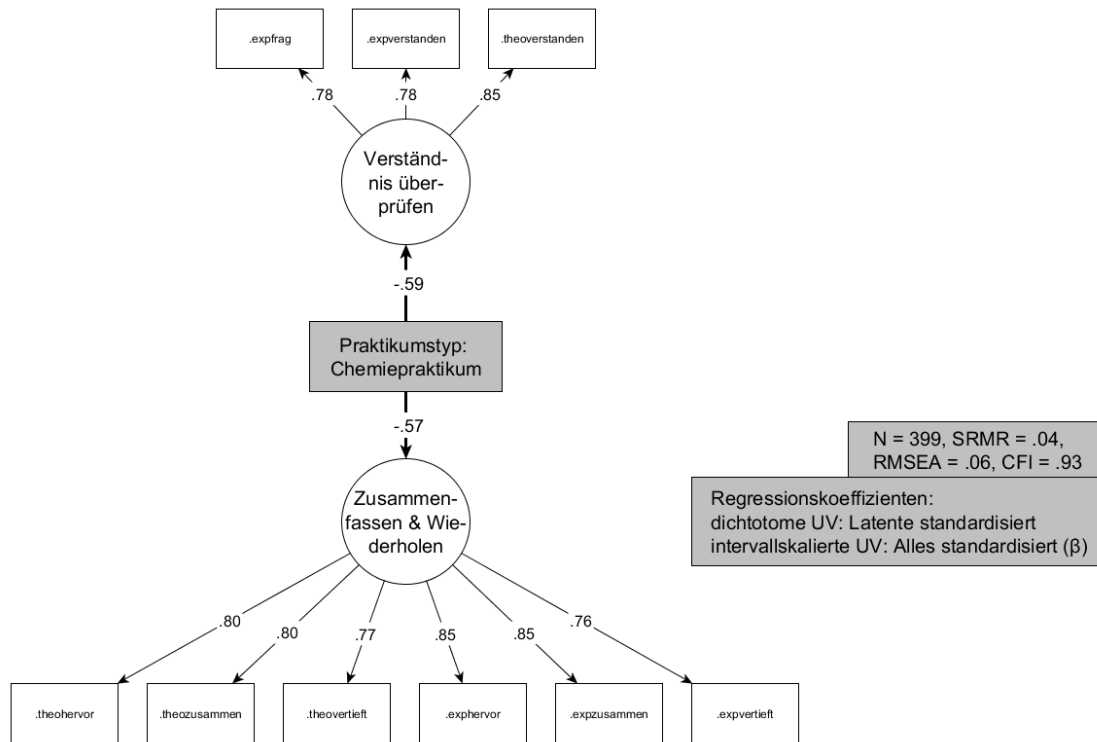 .expfrag
.expverstanden
.theoverstanden
.78
.78
.85
Verständ-
nis über-
prüfen
-.59
Praktikumstyp:
Chemiepraktikum
-.57
N = 399, SRMR = .04,
RMSEA = .06, CFI = .93
Zusammen-
fassen & Wie-
derholen
Regressionskoeffizienten:
dichtotome UV: Latente standardisiert
intervallskalierte UV: Alles standardisiert (β)
.80
.80
.77
.85
.85
.76
.theohervor
.theozusammen
.theovertieft
.exphervor
.expzusammen
.expvertieft